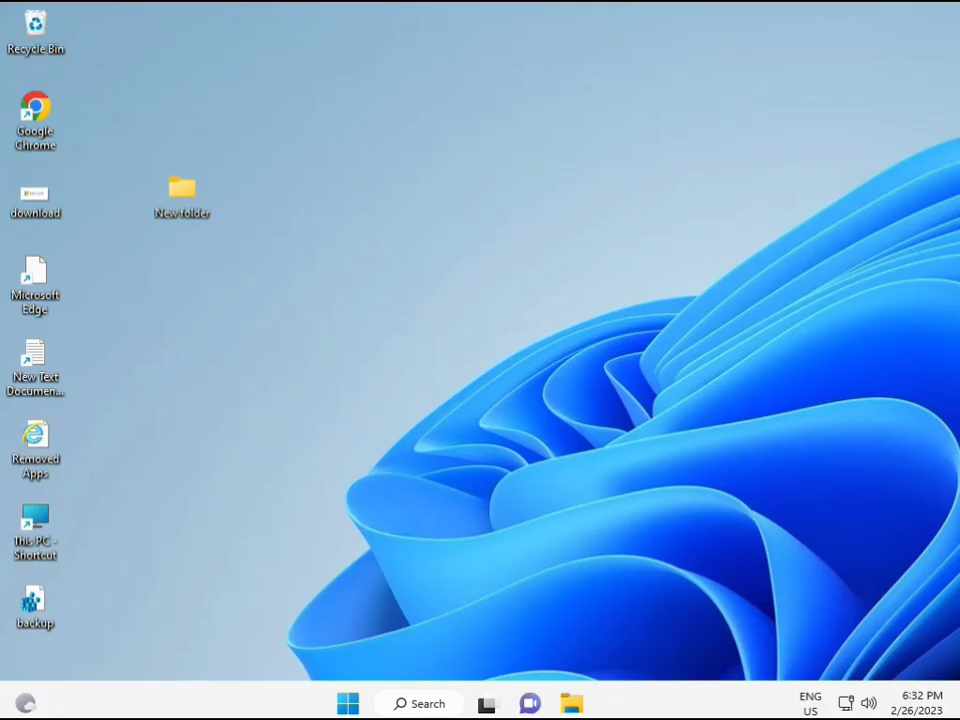 Recycle Bin
Google
Chrome
download
New folder
Microsoft
Edge
New Text
Documen...
Removed
Apps
This PC -
Shortcut
backup
Search
ENG
US
6:32 PM
2/26/2023